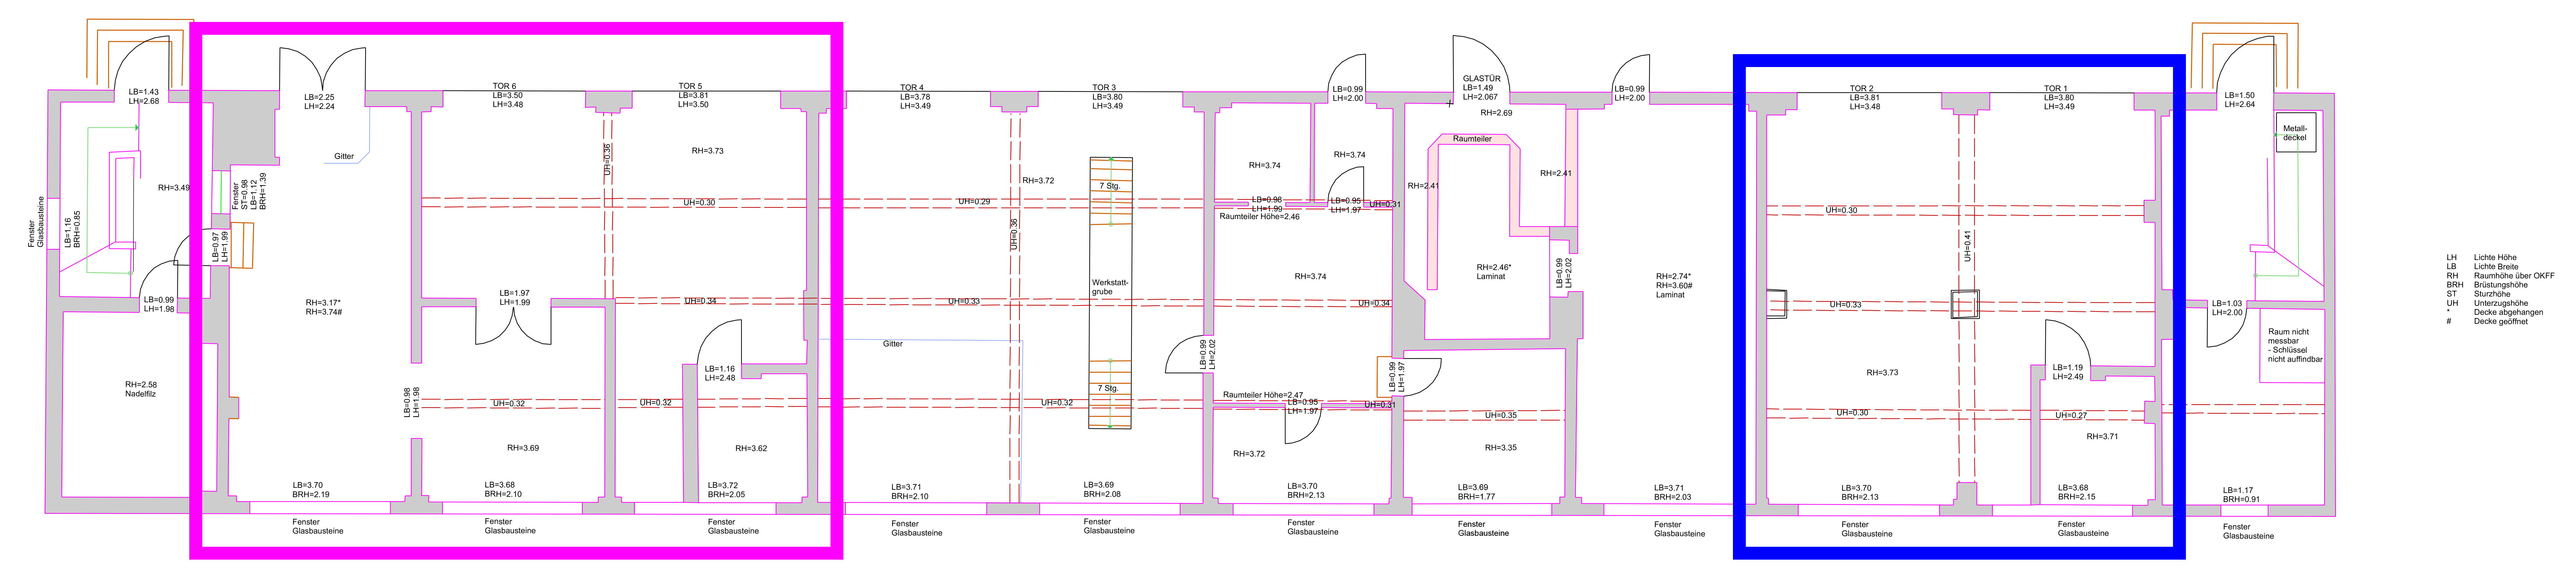 LB=1.43
LH=2.68
RH=3.49
Fenster
Glasbausteine
LB=1.16
BRH=0.85
LB=0.99
LH=1.98
RH=2.58
Nadelfilz
LB=2.25
LH=2.24
Gitter
Fenster
ST=0.98
LB=1.12
BRH=1.39
LB=0.97
LH=1.99
RH=3.17*
RH=3.74#
LB=0.98
LH=1.98
LB=3.70
BRH=2.19
Fenster
Glasbausteine
TOR 6
LB=3.50
LH=3.48
UH=0.36
LB=1.97
LH=1.99
UH=0.32
RH=3.69
LB=3.68
BRH=2.10
Fenster
Glasbausteine
TOR 5
LB=3.81
LH=3.50
RH=3.73
UH=0.30
UH=0.34
LB=1.16
LH=2.48
UH=0.32
RH=3.62
LB=3.72
BRH=2.05
Fenster
Glasbausteine
TOR 4
LB=3.78
LH=3.49
UH=0.29
UH=0.33
Gitter
LB=3.71
BRH=2.10
Fenster
Glasbausteine
TOR 3
LB=3.80
LH=3.49
RH=3.72
UH=0.36
7 Stg.
Werkstatt-
grube
7 Stg.
UH=0.32
LB=3.69
BRH=2.08
Fenster
Glasbausteine
LB=0.99
LH=2.00
RH=3.74
RH=3.74
LB=0.96
LH=1.99
LB=0.95
LH=1.97
UH=0.31
Raumteiler Höhe=2.46
RH=3.74
UH=0.34
LB=0.99
LH=2.02
Raumteiler Höhe=2.47
LB=0.95
LH=1.97
UH=0.31
RH=3.72
LB=3.70
BRH=2.13
Fenster
Glasbausteine
GLASTÜR
LB=1.49
LH=2.067
RH=2.69
Raumteiler
RH=2.41
RH=2.41
RH=2.46*
Laminat
LB=0.99
LH=2.02
LB=0.99
LH=1.97
UH=0.35
RH=3.35
LB=3.69
BRH=1.77
Fenster
Glasbausteine
LB=0.99
LH=2.00
RH=2.74*
RH=3.60#
Laminat
LB=3.71
BRH=2.03
Fenster
Glasbausteine
TOR 2
LB=3.81
LH=3.48
UH=0.30
UH=0.33
RH=3.73
UH=0.30
LB=3.70
BRH=2.13
Fenster
Glasbausteine
TOR 1
LB=3.80
LH=3.49
UH=0.41
LB=1.19
LH=2.49
UH=0.27
RH=3.71
LB=3.68
BRH=2.15
Fenster
Glasbausteine
LB=1.50
LH=2.64
Metall-
deckel
LB=1.03
LH=2.00
Raum nicht
messbar
- Schlüssel
nicht auffindbar
LB=1.17
BRH=0.91
Fenster
Glasbausteine
LH Lichte Höhe
LB Lichte Breite
RH Raumhöhe über OKFF
BRH Brüstungshöhe
ST Sturzhöhe
UH Unterzugshöhe
* Decke abgehangen
# Decke geöffnet